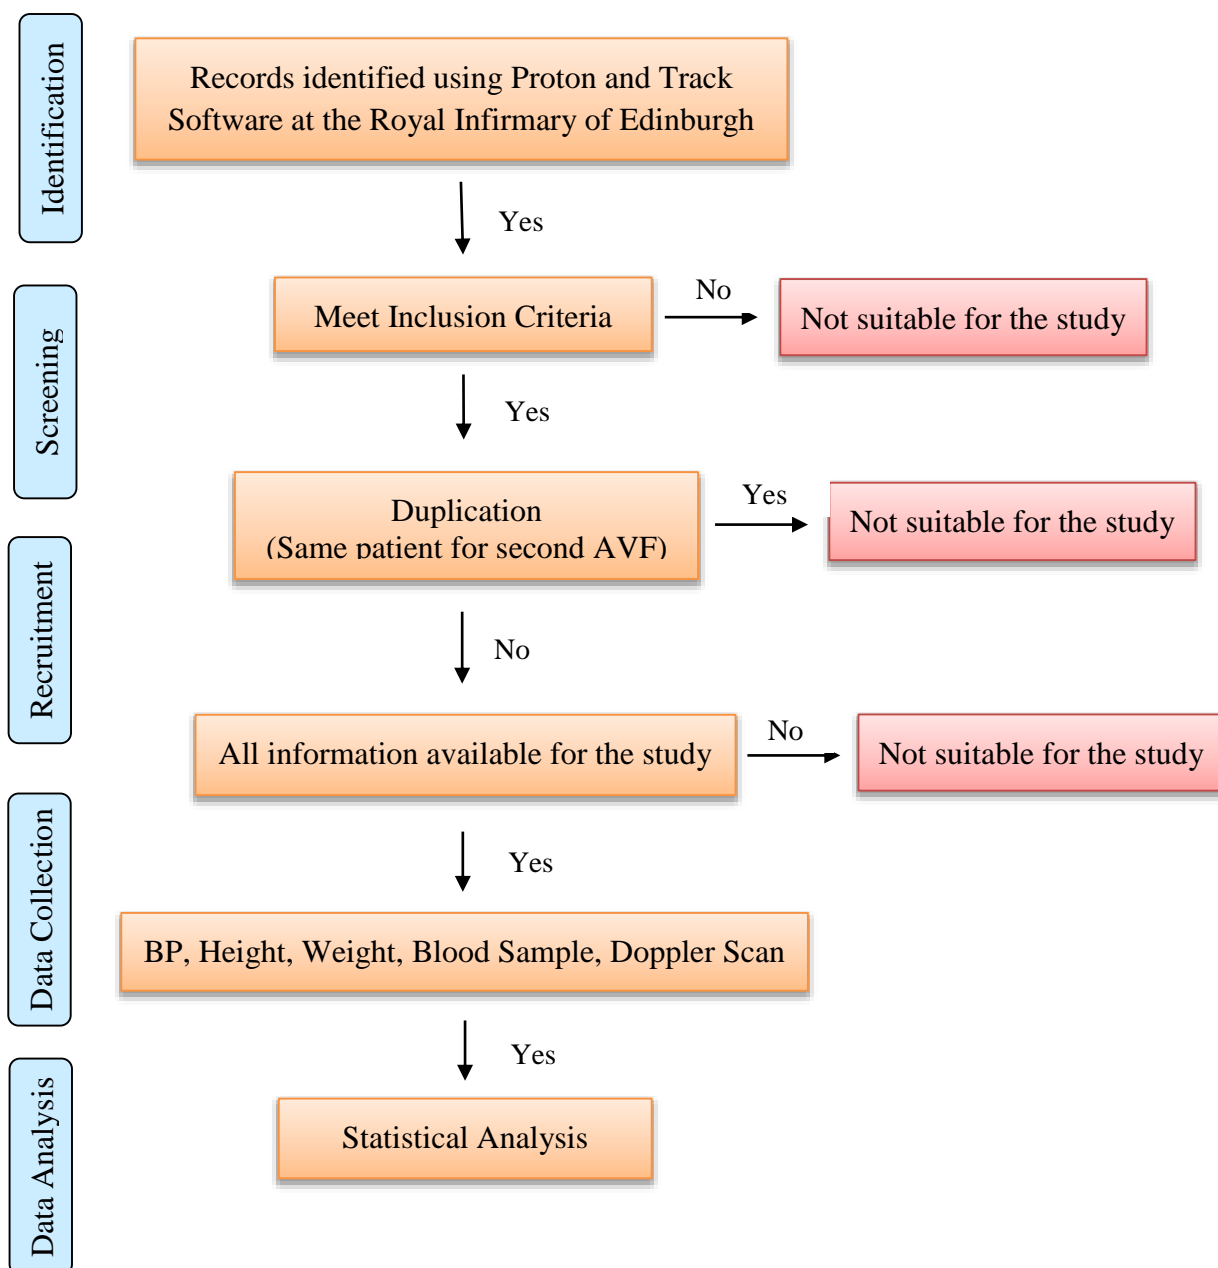 Identification
Records identified using Proton and Track
Software at the Royal Infirmary of Edinburgh
Yes
Screening
Meet Inclusion Criteria
No
Not suitable for the study
Yes
Duplication
(Same patient for second AVF)
Yes
Not suitable for the study
Recruitment
No
All information available for the study
No
Not suitable for the study
Data Collection
Yes
BP, Height, Weight, Blood Sample, Doppler Scan
Yes
Data Analysis
Statistical Analysis